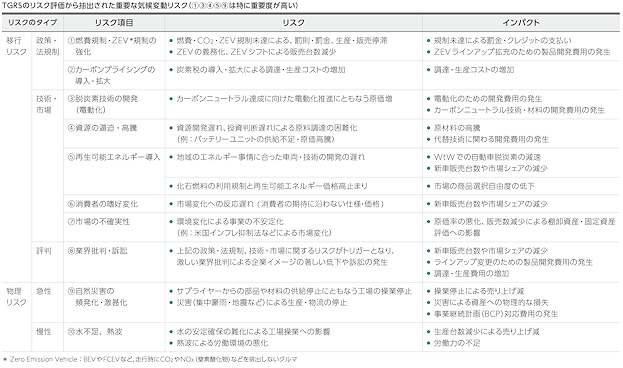 TGRSのリスク評価から抽出された重要な気候変動リスク(①③④⑤⑨は特に重要度が高い)
リスクのタイプ リスク項目 リスク インパクト
移行リスク 政策・法規制 ①燃費規制・ZEV*規制の強化
• 燃費・CO₂・ZEV規制未達による、罰則・罰金、生産・販売停滞
• ZEVの義務化、ZEVシフトによる販売台数減少
• 規制未達による罰金・クレジットの支払い
• ZEVラインアップ拡充のための製品開発費用の発生
②カーボンプライシングの導入・拡大
• 炭素税の導入・拡大による調達・生産コストの増加
• 調達・生産コストの増加
技術・市場 ③脱炭素技術の開発(電動化)
• カーボンニュートラル達成に向けた電動化推進にともなう原価増
• 電動化のための開発費用の発生
• カーボンニュートラル技術・材料の開発費用の発生
④資源の逼迫・高騰
• 資源開発遅れ、投資判断遅れによる原料調達の困難化
(例:バッテリーユニットの供給不足・原価高騰)
• 原材料の高騰
• 代替技術に関わる開発費用の発生
⑤再生可能エネルギー導入
• 地域のエネルギー事情に合った車両・技術の開発の遅れ
• WtWでの自動車脱炭素の減速
• 新車販売台数や市場シェアの減少
• 化石燃料の利用規制と再生可能エネルギー価格高止まり
• 市場の商品選択自由度の低下
⑥消費者の嗜好変化
• 市場変化への反応遅れ(消費者の期待に沿わない仕様・価格)
• 新車販売台数や市場シェアの減少
⑦市場の不確実性
• 環境変化による事業の不安定化
(例:米国インフレ抑制法などによる市場変化)
• 原価率の悪化、販売数減少による棚卸資産・固定資産評価への影響
評判 ⑧業界批判・訴訟
• 上記の政策・法規制、技術・市場に関するリスクがトリガーとなり、
激しい業界批判による企業イメージの著しい低下や訴訟の発生
• 新車販売台数や市場シェアの減少
• ラインアップ変更のための製品開発費用の発生
• 調達・生産費用の増加
物理リスク 急性 ⑨自然災害の頻発化・激甚化
• サプライヤーからの部品や材料の供給停止にともなう工場の操業停止
• 災害(集中豪雨・地震など)による生産・物流の停止
• 操業停止による売り上げ減
• 災害による資産への物理的な損失
• 事業継続計画(BCP)対応費用の発生
慢性 ⑩水不足、熱波
• 水の安定確保の難化による工場操業への影響
• 熱波による労働環境の悪化
• 生産台数減少による売り上げ減
• 労働力の不足
* Zero Emission Vehicle:BEVやFCEVなど、走行時にCO₂やNOx(窒素酸化物)などを排出しないクルマ